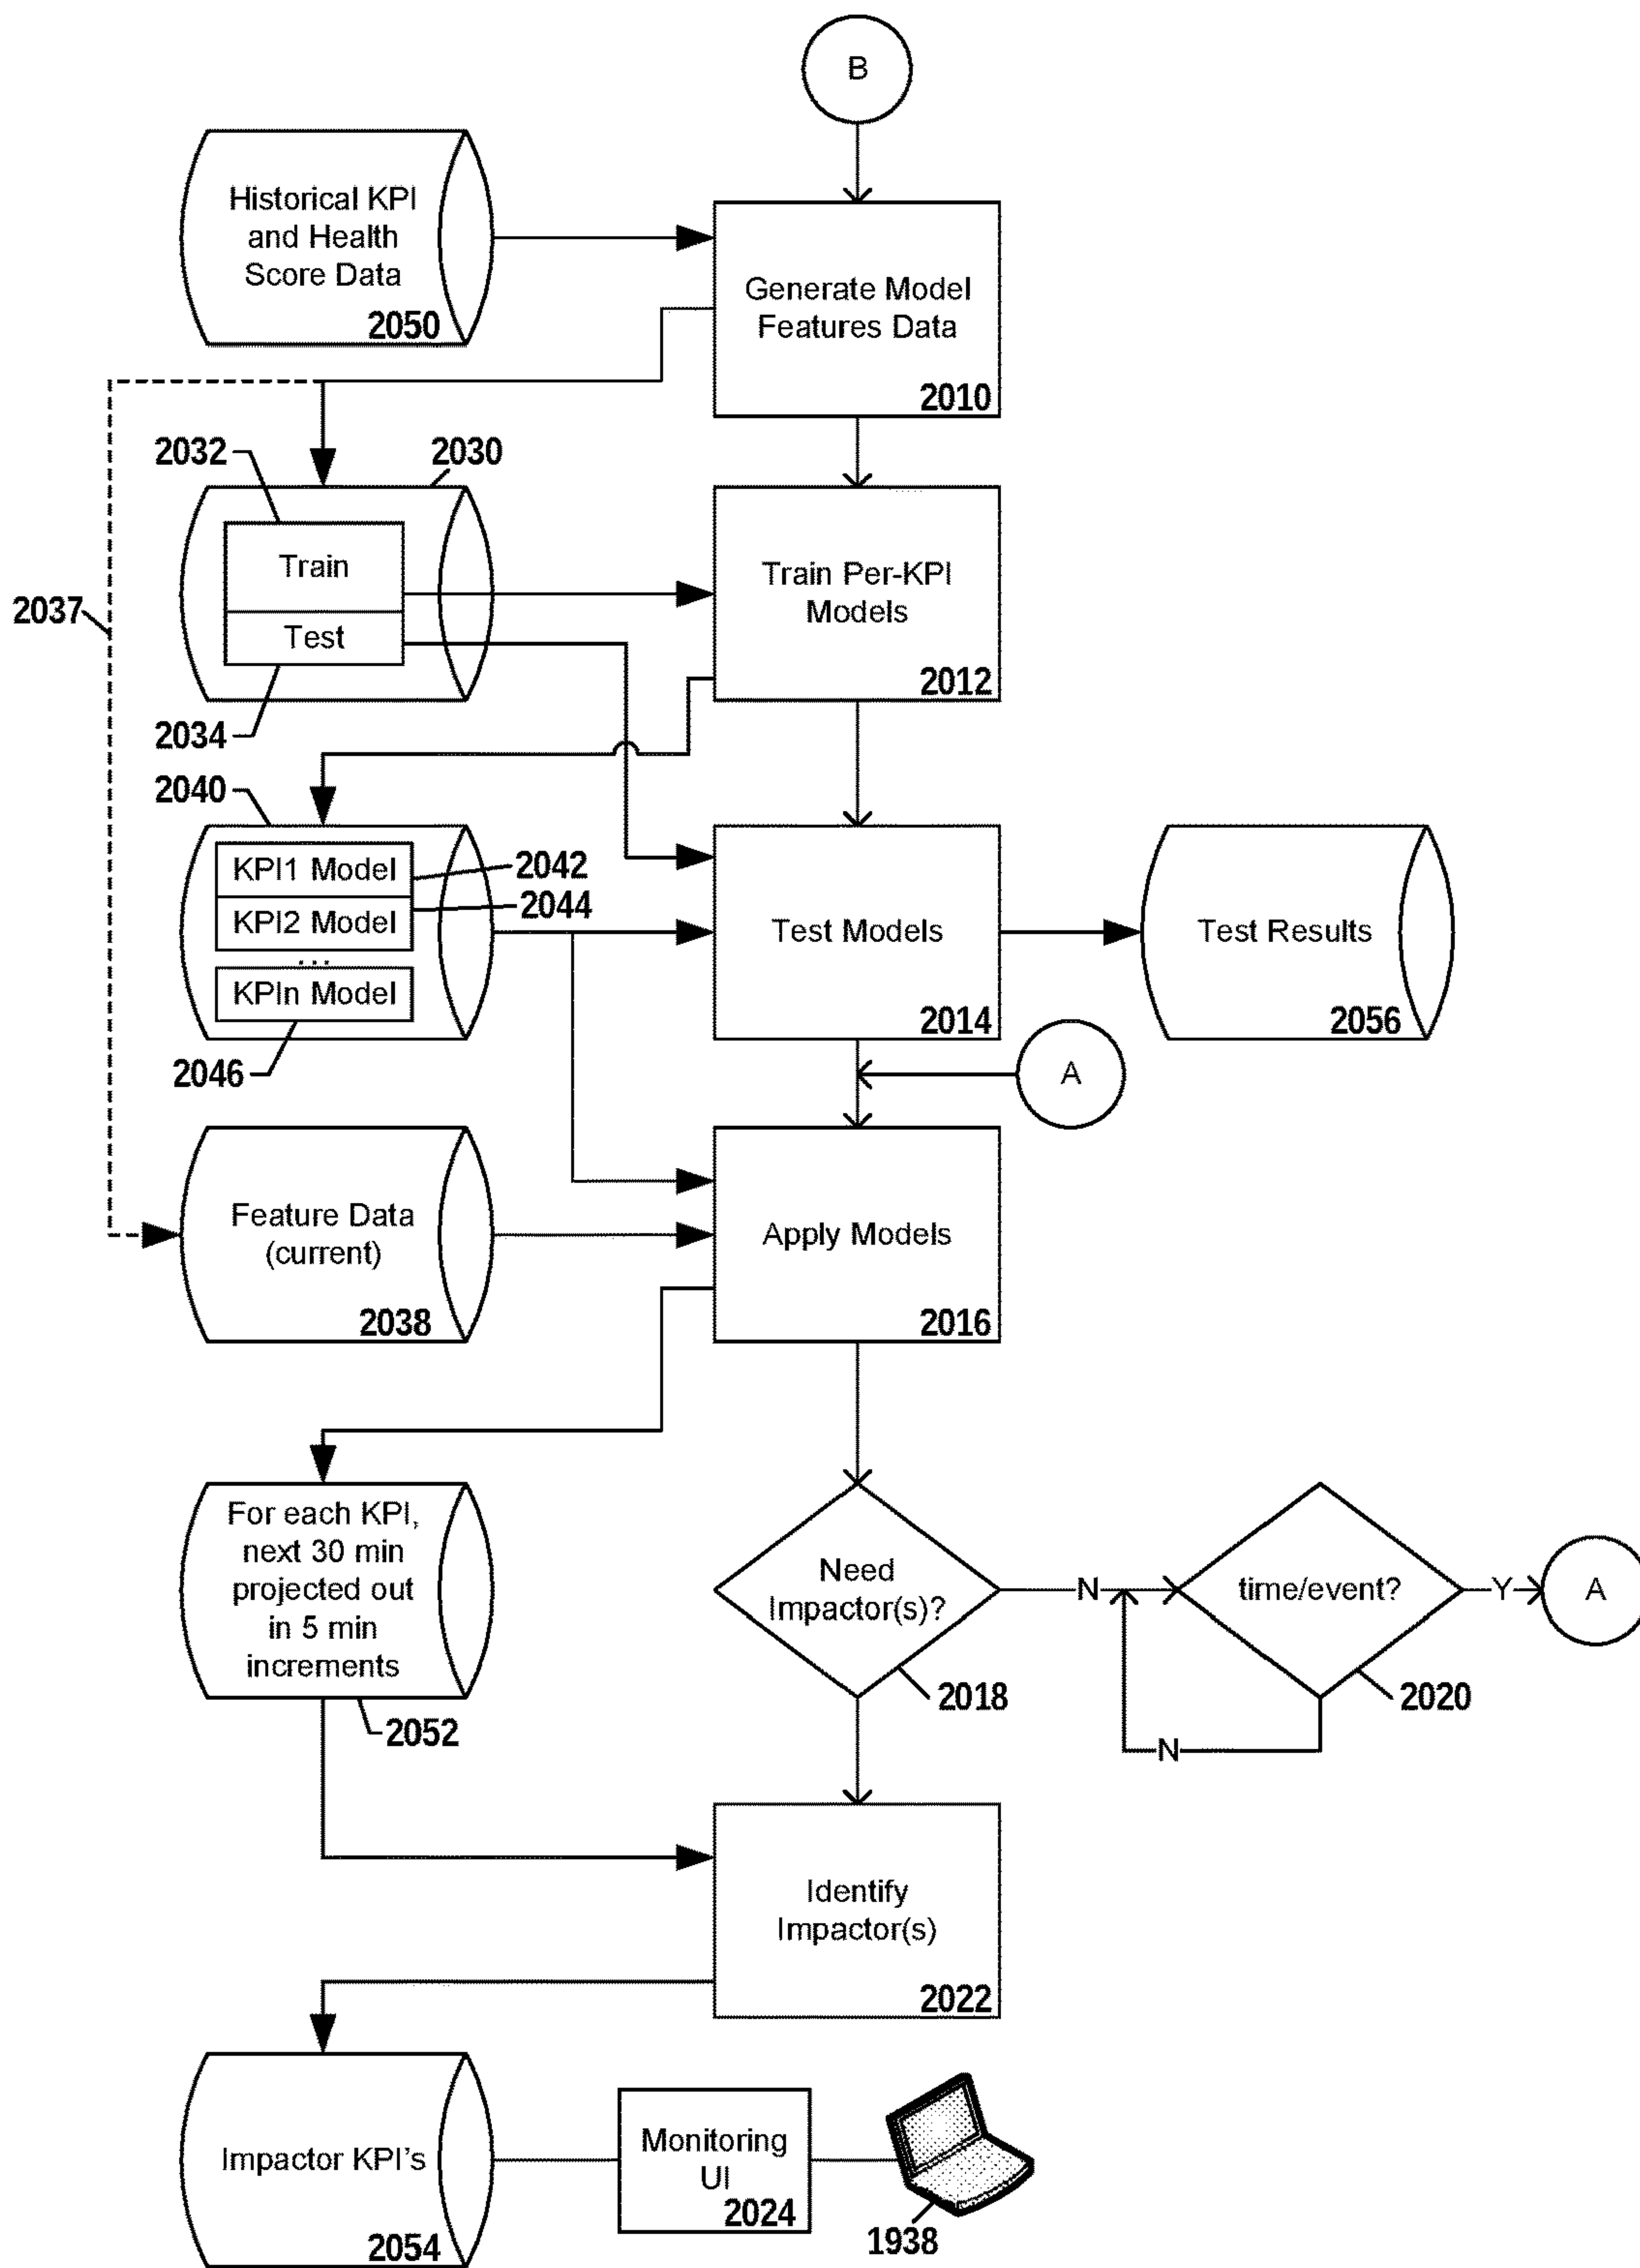 B
Historical KPI
and Health
Score Data
2050
Generate Model
Features Data
2010
2032
2030
Train
Test
2037
2034
Train Per-KPI
Models
2012
2040
KPI1 Model
2042
KPI2 Model
2044
...
KPIn Model
2046
Test Models
2014
Test Results
2056
A
Feature Data
(current)
2038
Apply Models
2016
For each KPI,
next 30 min
projected out
in 5 min
increments
2052
Need
Impactor(s)?
2018
N
time/event?
2020
Y
A
N
Identify
Impactor(s)
2022
Impactor KPI's
2054
Monitoring
UI
2024
1938